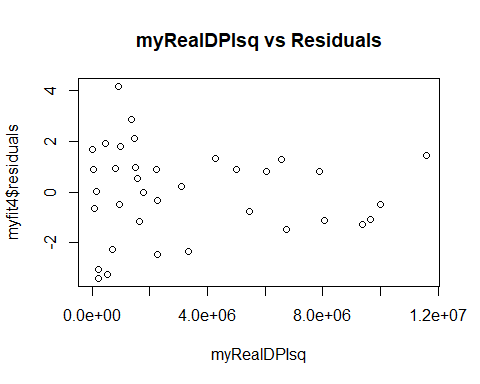 myRealDPIsq vs Residuals
myfit4$residuals
4
2
0
-2
0.0e+00 4.0e+06 8.0e+06 1.2e+07
myRealDPIsq